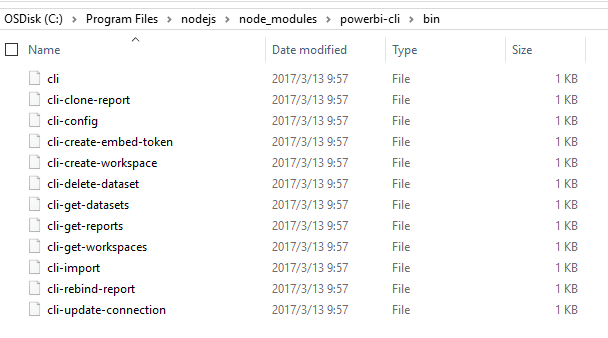 OSDisk (C:) > Program Files > nodejs > node_modules > powerbi-cli > bin
Name Date modified Type Size
cli 2017/3/13 9:57 File 1 KB
cli-clone-report 2017/3/13 9:57 File 1 KB
cli-config 2017/3/13 9:57 File 1 KB
cli-create-embed-token 2017/3/13 9:57 File 1 KB
cli-create-workspace 2017/3/13 9:57 File 1 KB
cli-delete-dataset 2017/3/13 9:57 File 1 KB
cli-get-datasets 2017/3/13 9:57 File 1 KB
cli-get-reports 2017/3/13 9:57 File 1 KB
cli-get-workspaces 2017/3/13 9:57 File 1 KB
cli-import 2017/3/13 9:57 File 1 KB
cli-rebind-report 2017/3/13 9:57 File 1 KB
cli-update-connection 2017/3/13 9:57 File 1 KB